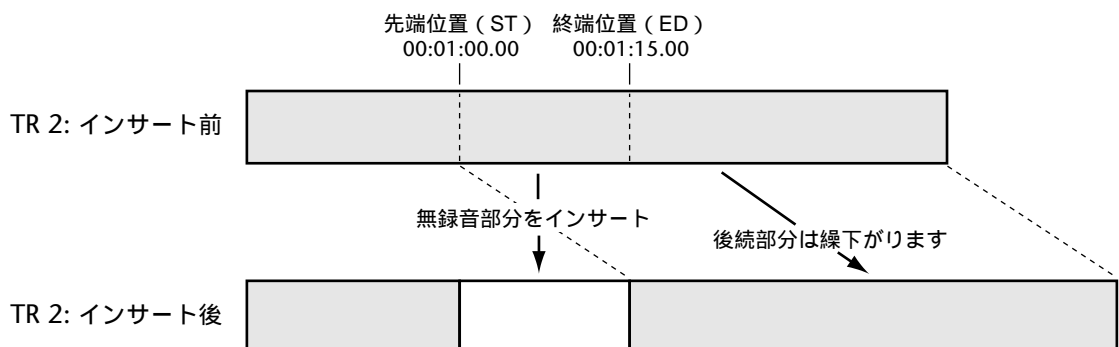 先端位置（ST） 終端位置（ED）
00:01:00.00 00:01:15.00
TR 2: インサート前
無録音部分をインサート
後続部分は繰下がります
TR 2: インサート後